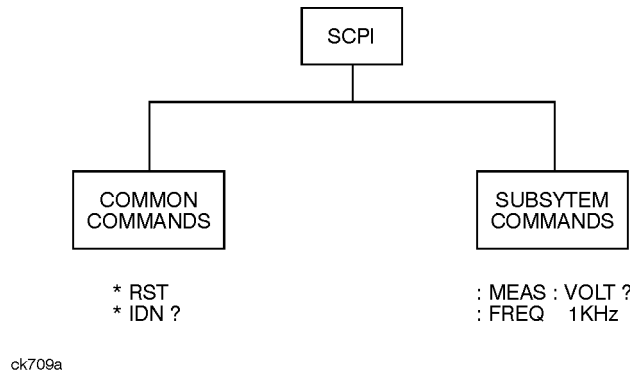 SCPI
COMMON
COMMANDS
SUBSYTEM
COMMANDS
* RST
* IDN ?
: MEAS : VOLT ?
: FREQ 1KHz
ck709a